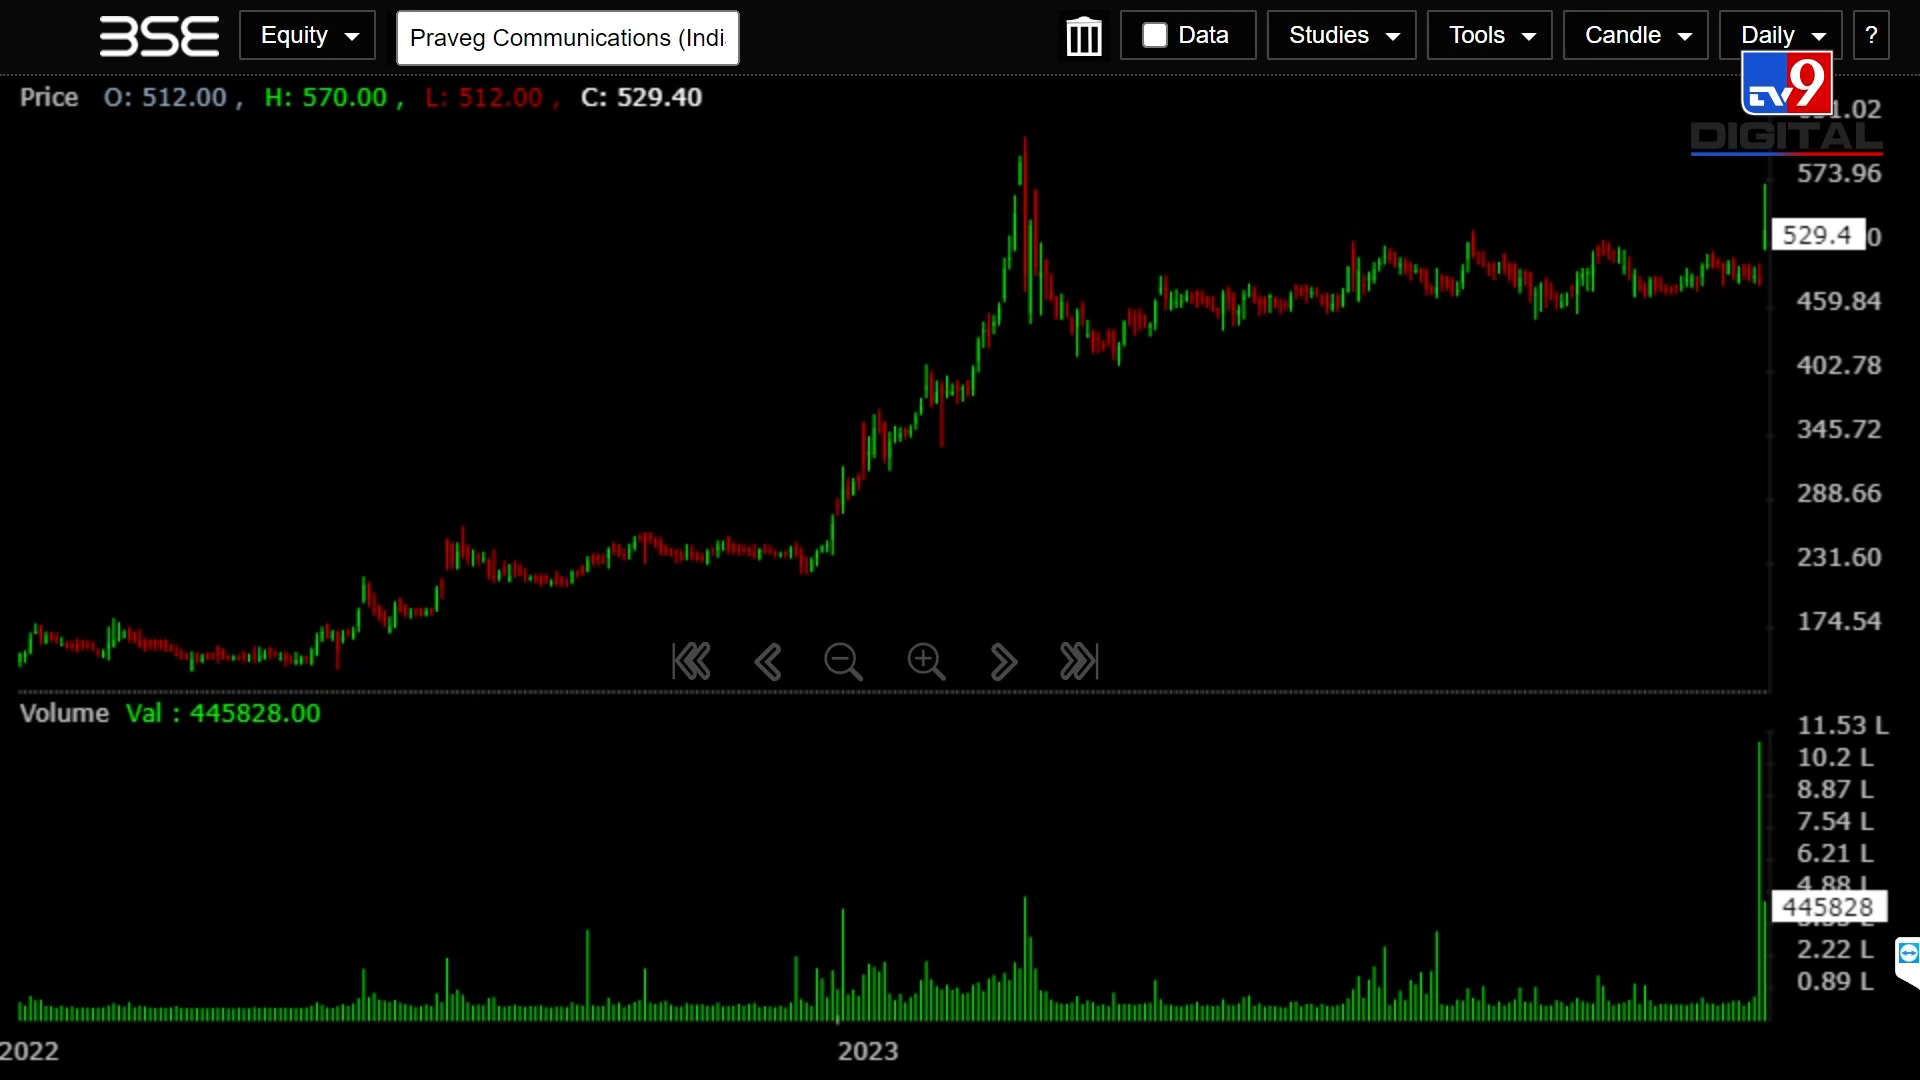 BSE Equity Praveg Communications (Indi Data Studies Tools Candle Daily ?
Price O: 512.00 , H: 570.00 , L: 512.00 , C: 529.40
TV9
DIGITAL
573.96
529.4
459.84
402.78
345.72
288.66
231.60
174.54
Volume Val : 445828.00
11.53 L
10.2 L
8.87 L
7.54 L
6.21 L
4.88 L
445828
2.22 L
0.89 L
2022 2023